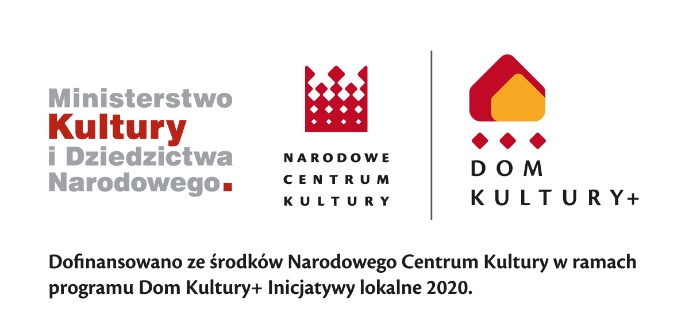 Ministerstwo
Kultury
i Dziedzictwa
Narodowego.
NARODOWE
CENTRUM
KULTURY
DOM
KULTURY+
Dofinansowano ze środków Narodowego Centrum Kultury w ramach
programu Dom Kultury+ Inicjatywy lokalne 2020.